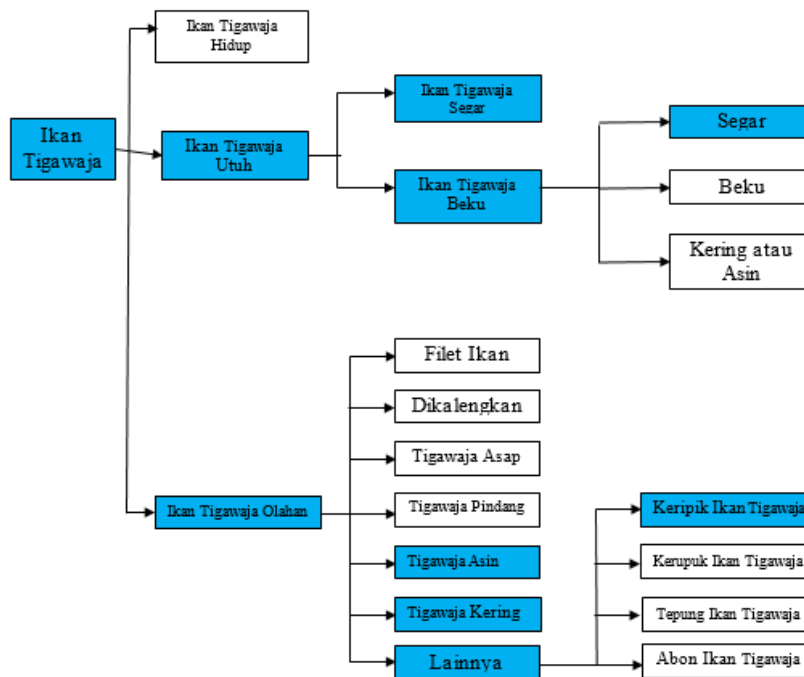 Ikan Tigawaja
Hidup
Ikan
Tigawaja
Ikan Tigawaja
Utuh
Ikan Tigawaja
Segar
Ikan Tigawaja
Beku
Segar
Beku
Kering atau
Asin
Filet Ikan
Dikalengkan
Tigawaja Asap
Tigawaja Pindang
Ikan Tigawaja Olahan
Tigawaja Asin
Tigawaja Kering
Lainnya
Keripik Ikan Tigawaja
Kerupuk Ikan Tigawaja
Tepung Ikan Tigawaja
Abon Ikan Tigawaja